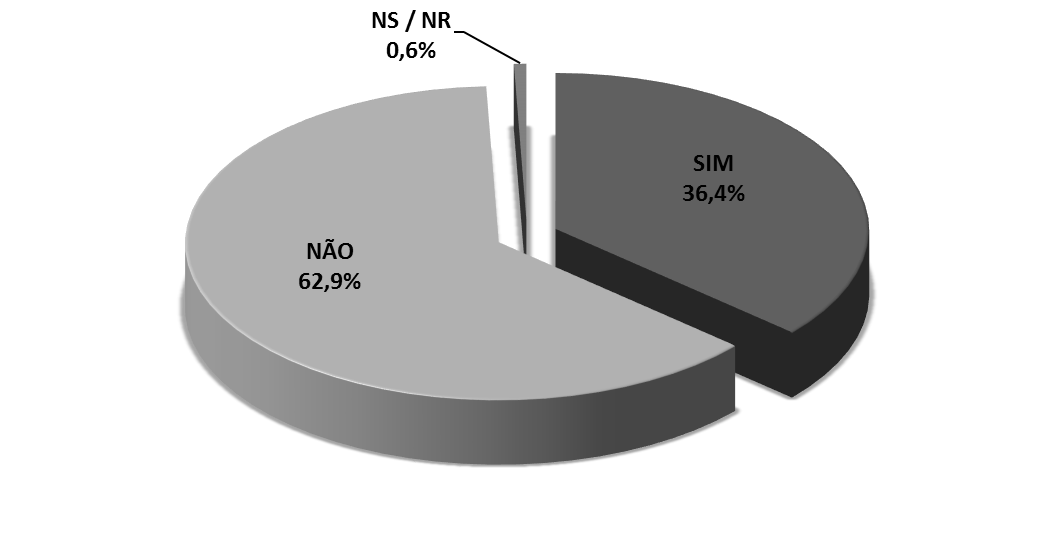 NS / NR
0,6%
SIM
36,4%
NÃO
62,9%